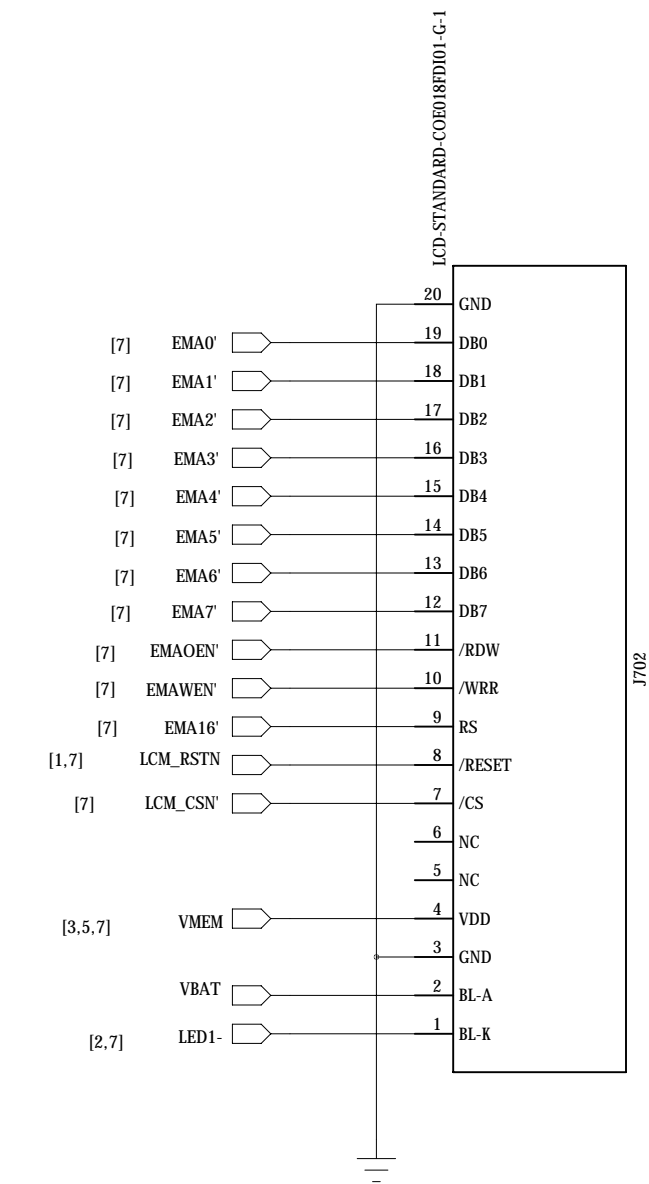 LCD-STANDARD-COE018FDI01-G-1
20 GND
[7] EMA0' 19 DB0
[7] EMA1' 18 DB1
[7] EMA2' 17 DB2
[7] EMA3' 16 DB3
[7] EMA4' 15 DB4
[7] EMA5' 14 DB5
[7] EMA6' 13 DB6
[7] EMA7' 12 DB7
[7] EMAOEN' 11 /RDW
[7] EMAWEN' 10 /WRR
[7] EMA16' 9 RS
[1,7] LCM_RSTN 8 /RESET
[7] LCM_CSN' 7 /CS
6 NC
5 NC
[3,5,7] VMEM 4 VDD
3 GND
VBAT 2 BL-A
[2,7] LED1- 1 BL-K
J702